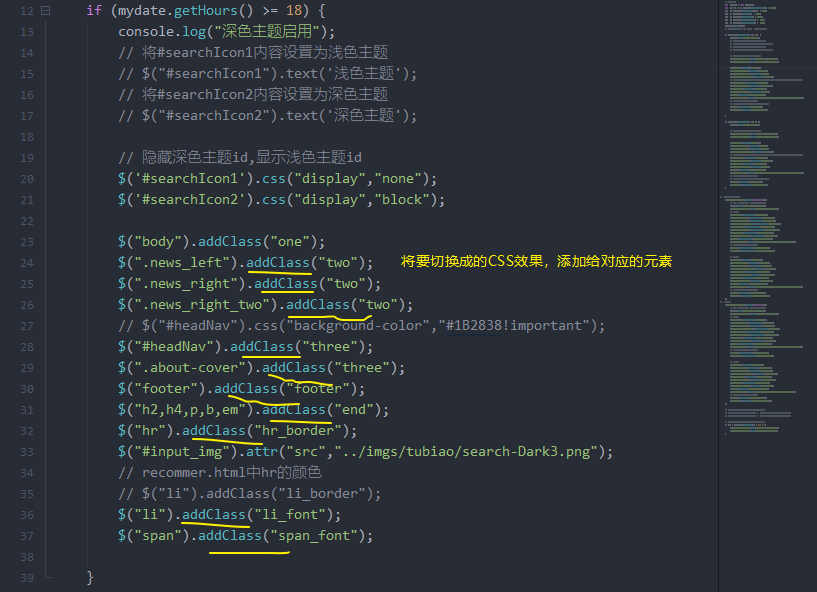 12 if (mydate.getHours() >= 18) {
13 console.log("深色主题启用");
14 // 将#searchIcon1内容设置为浅色主题
15 // $("#searchIcon1").text('浅色主题');
16 // 将#searchIcon2内容设置为深色主题
17 // $("#searchIcon2").text('深色主题');
18
19 // 隐藏深色主题id,显示浅色主题id
20 $('#searchIcon1').css("display","none");
21 $('#searchIcon2').css("display","block");
22
23 $("body").addClass("one");
24 $(".news_left").addClass("two"); 将要切换成的CSS效果，添加给对应的元素
25 $(".news_right").addClass("two");
26 $(".news_right_two").addClass("two");
27 // $("#headNav").css("background-color","#1B2838!important");
28 $("#headNav").addClass("three");
29 $(".about-cover").addClass("three");
30 $("footer").addClass("footer");
31 $("h2,h4,p,b,em").addClass("end");
32 $("hr").addClass("hr_border");
33 $("#input_img").attr("src","../imgs/tubiao/search-Dark3.png");
34 // recommer.html中hr的颜色
35 // $("li").addClass("li_border");
36 $("li").addClass("li_font");
37 $("span").addClass("span_font");
38
39 }